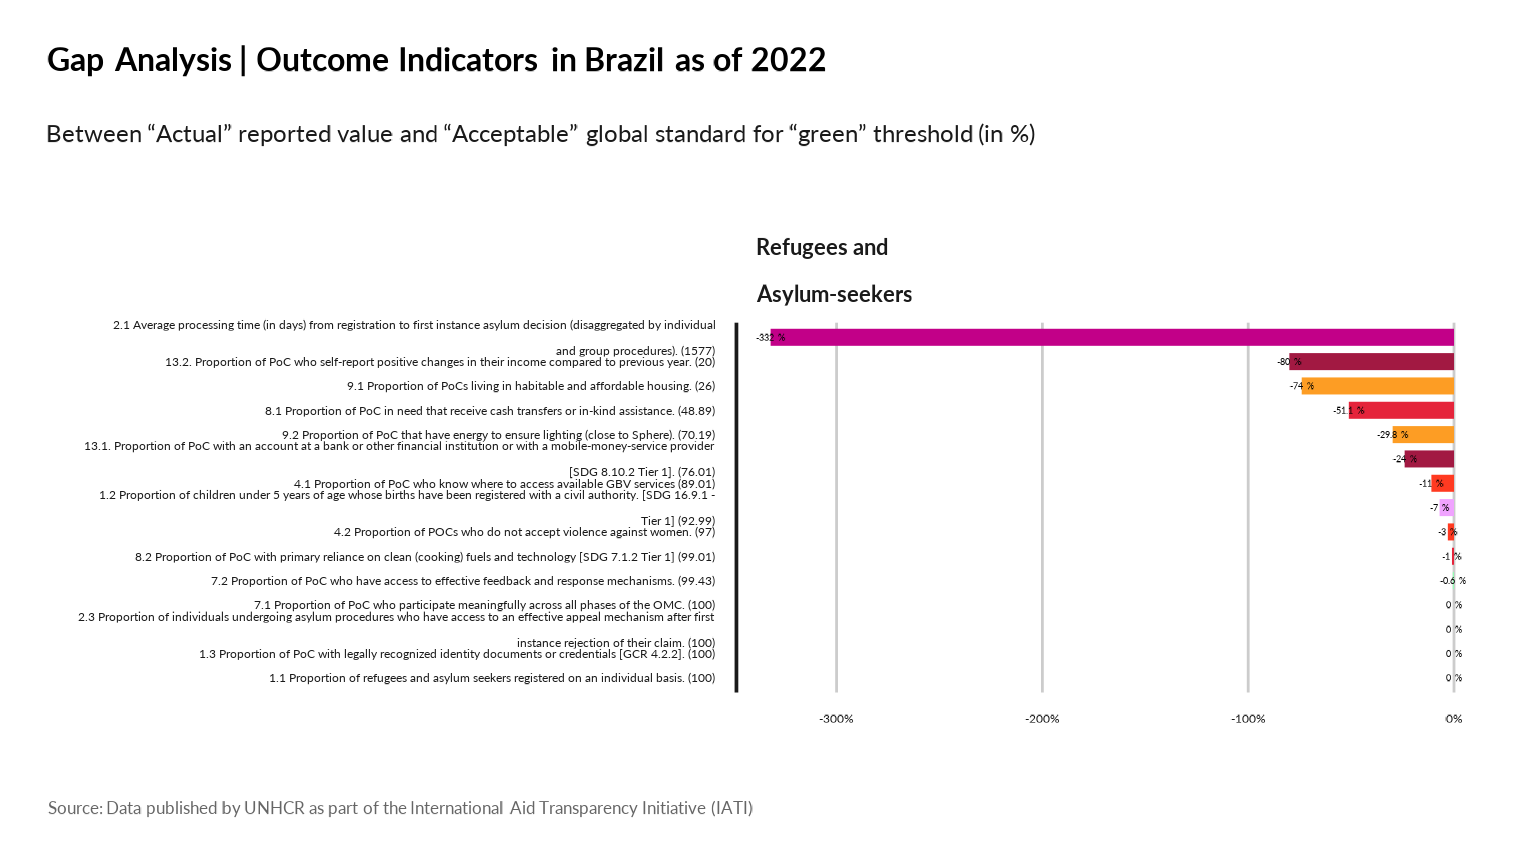 Gap Analysis | Outcome Indicators in Brazil as of 2022
Between “Actual” reported value and “Acceptable” global standard for “green” threshold (in %)
Refugees and
Asylum-seekers
2.1 Average processing time (in days) from registration to first instance asylum decision (disaggregated by individual
and group procedures). (1577)
-332 %
13.2. Proportion of PoC who self-report positive changes in their income compared to previous year. (20)
-80 %
9.1 Proportion of PoCs living in habitable and affordable housing. (26)
-74 %
8.1 Proportion of PoC in need that receive cash transfers or in-kind assistance. (48.89)
-51.1 %
9.2 Proportion of PoC that have energy to ensure lighting (close to Sphere). (70.19)
-29.8 %
13.1. Proportion of PoC with an account at a bank or other financial institution or with a mobile-money-service provider
[SDG 8.10.2 Tier 1]. (76.01)
-24 %
4.1 Proportion of PoC who know where to access available GBV services (89.01)
-11 %
1.2 Proportion of children under 5 years of age whose births have been registered with a civil authority. [SDG 16.9.1 -
Tier 1] (92.99)
-7 %
4.2 Proportion of POCs who do not accept violence against women. (97)
-3 %
8.2 Proportion of PoC with primary reliance on clean (cooking) fuels and technology [SDG 7.1.2 Tier 1] (99.01)
-1 %
7.2 Proportion of PoC who have access to effective feedback and response mechanisms. (99.43)
-0.6 %
7.1 Proportion of PoC who participate meaningfully across all phases of the OMC. (100)
0 %
2.3 Proportion of individuals undergoing asylum procedures who have access to an effective appeal mechanism after first
instance rejection of their claim. (100)
0 %
1.3 Proportion of PoC with legally recognized identity documents or credentials [GCR 4.2.2]. (100)
0 %
1.1 Proportion of refugees and asylum seekers registered on an individual basis. (100)
0 %
-300%
-200%
-100%
0%
Source: Data published by UNHCR as part of the International Aid Transparency Initiative (IATI)